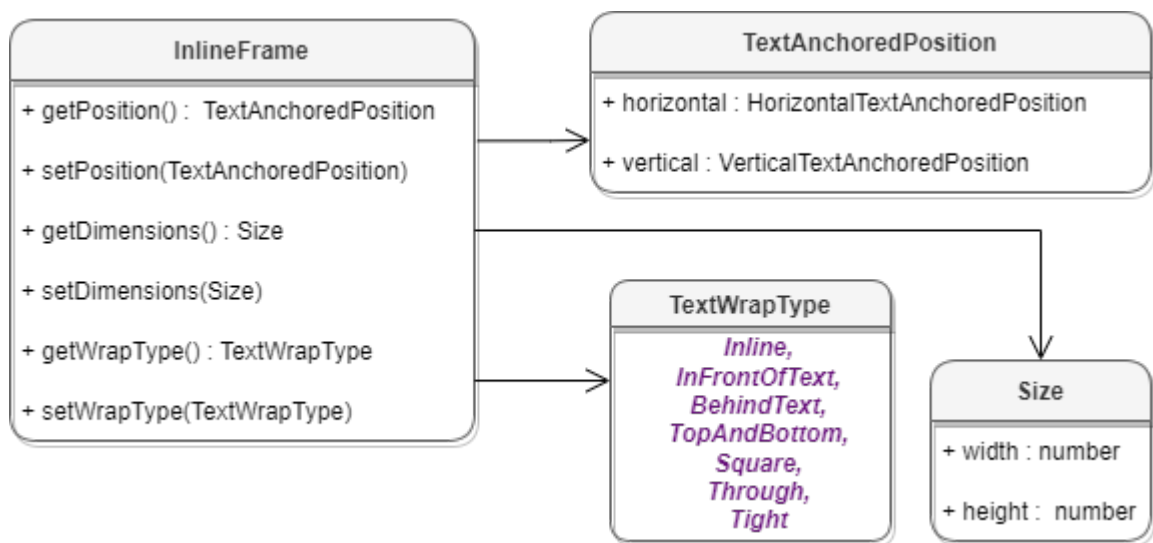 InlineFrame
+ getPosition() : TextAnchoredPosition
+ setPosition(TextAnchoredPosition)
+ getDimensions() : Size
+ setDimensions(Size)
+ getWrapType() : TextWrapType
+ setWrapType(TextWrapType)
TextAnchoredPosition
+ horizontal : HorizontalTextAnchoredPosition
+ vertical : VerticalTextAnchoredPosition
TextWrapType
Inline,
InFrontOfText,
BehindText,
TopAndBottom,
Square,
Through,
Tight
Size
+ width : number
+ height : number